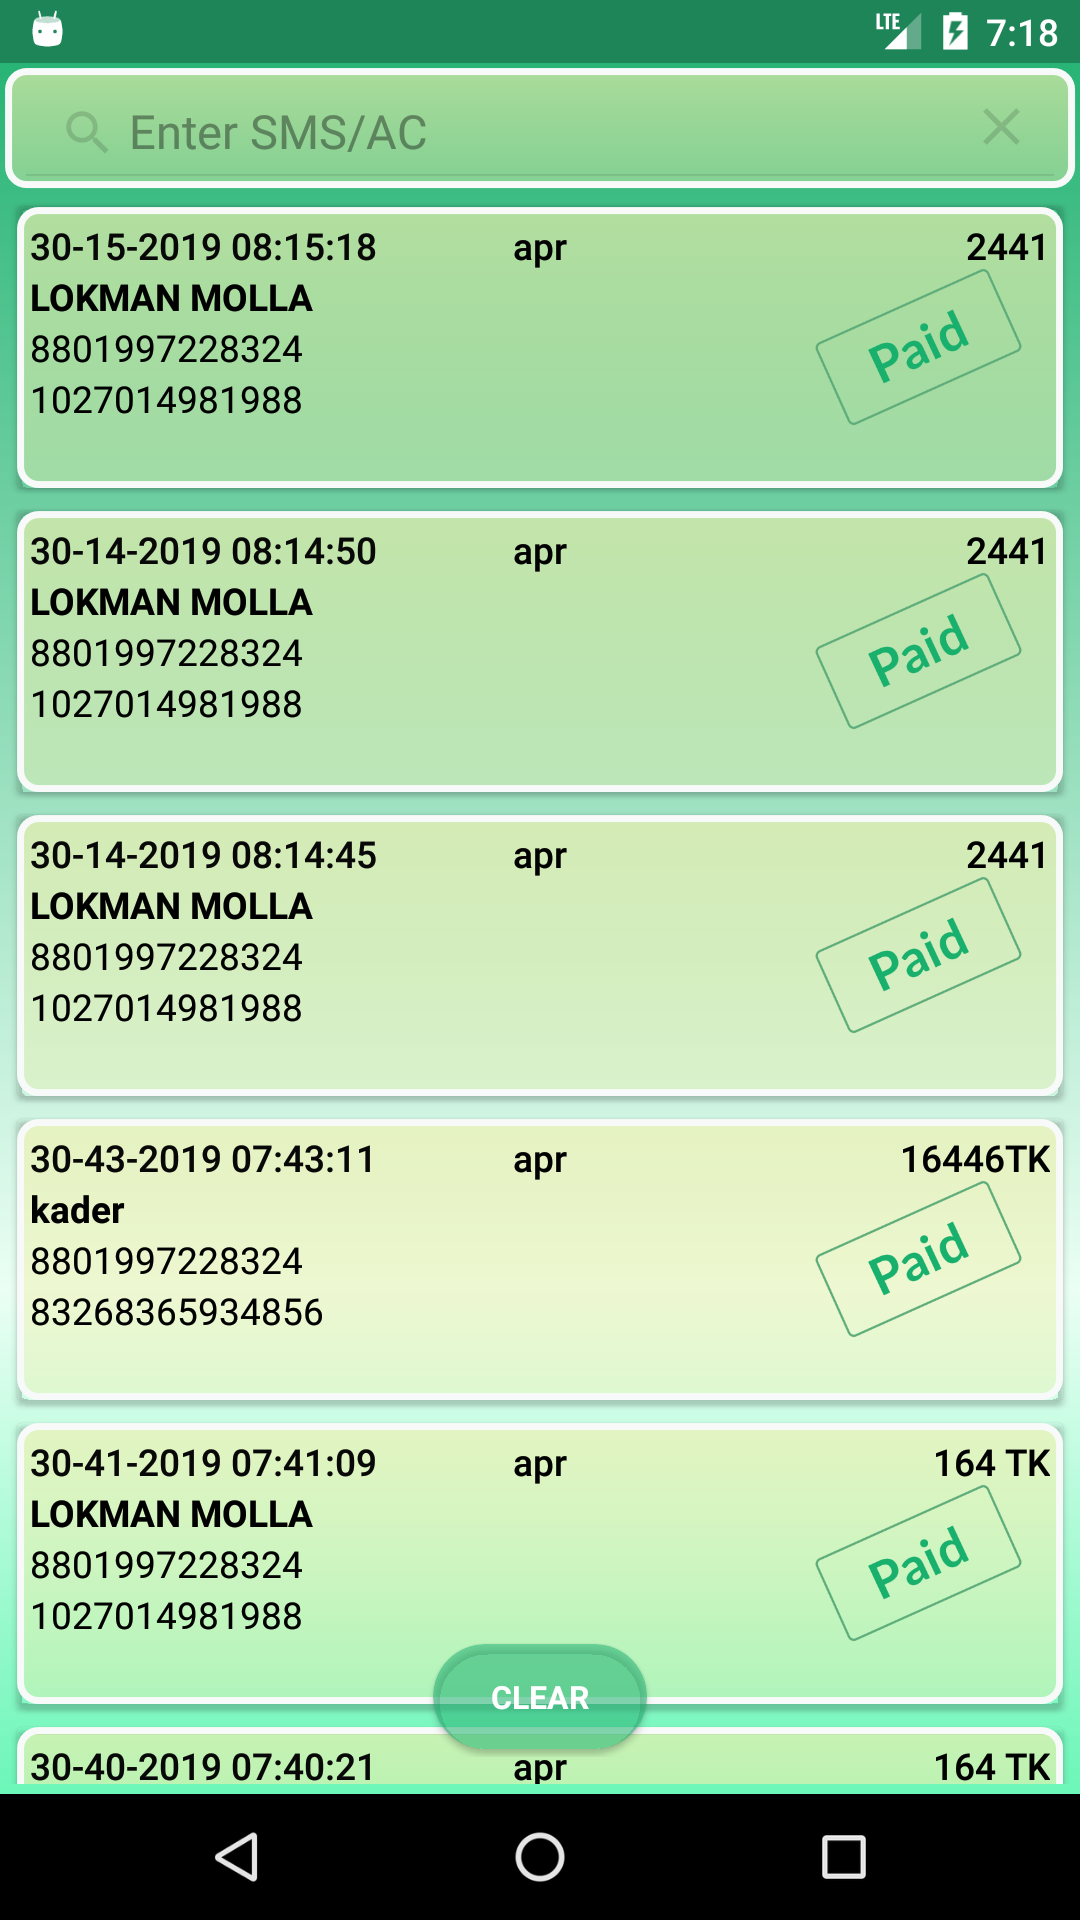 LTE 7:18
Enter SMS/AC
30-15-2019 08:15:18 apr 2441
LOKMAN MOLLA
8801997228324
Paid
1027014981988
30-14-2019 08:14:50 apr 2441
LOKMAN MOLLA
8801997228324
Paid
1027014981988
30-14-2019 08:14:45 apr 2441
LOKMAN MOLLA
8801997228324
Paid
1027014981988
30-43-2019 07:43:11 apr 16446TK
kader
8801997228324
Paid
83268365934856
30-41-2019 07:41:09 apr 164 TK
LOKMAN MOLLA
8801997228324
Paid
1027014981988
CLEAR
30-40-2019 07:40:21 apr 164 TK